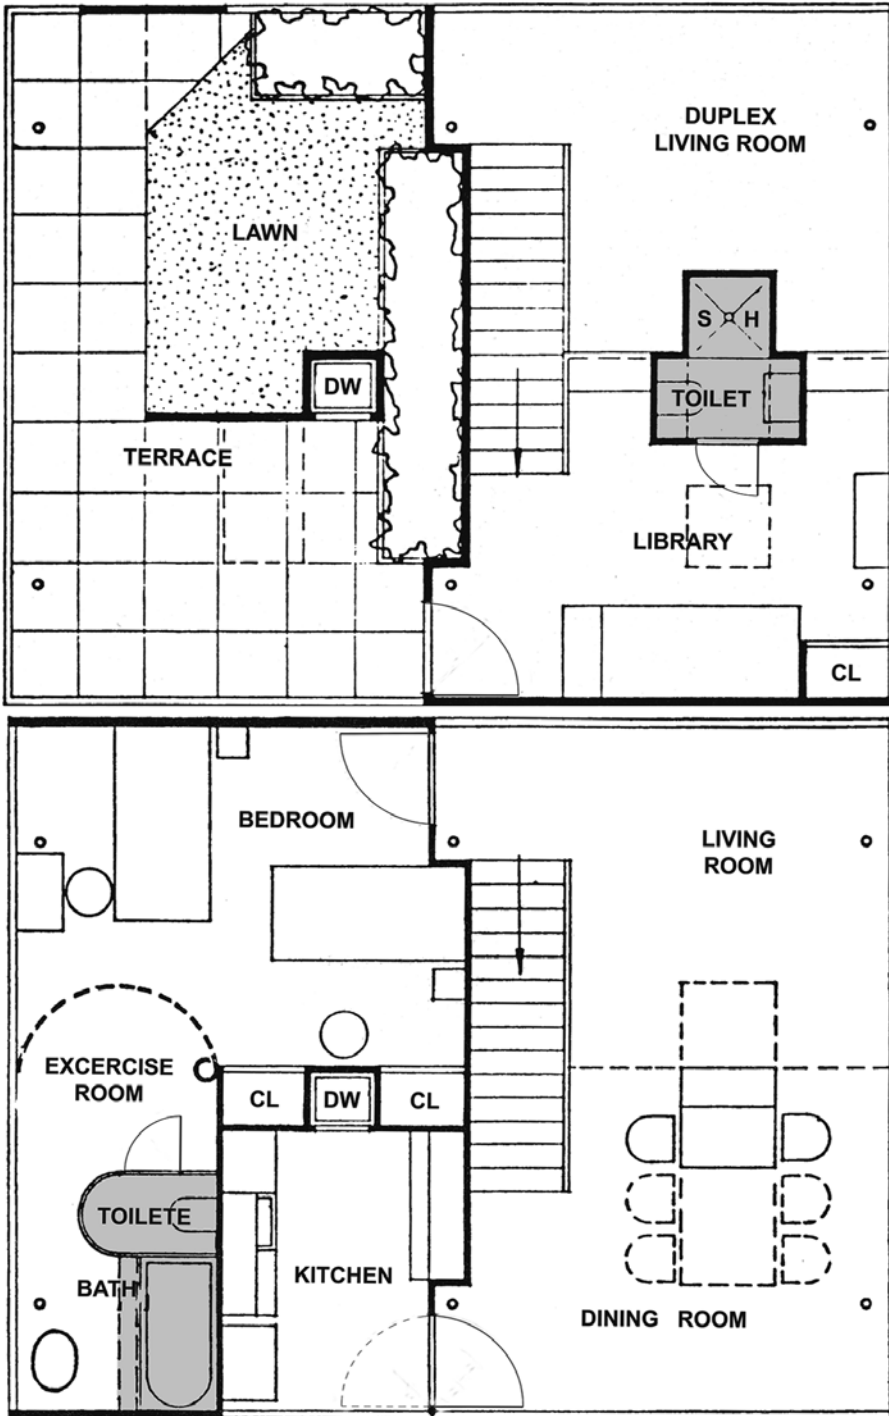 DUPLEX
LIVING ROOM
LAWN
S H
DW
TOILET
TERRACE
LIBRARY
CL
BEDROOM
LIVING
ROOM
EXCERCISE
ROOM
CL
DW
CL
TOILETE
BATH
KITCHEN
DINING ROOM